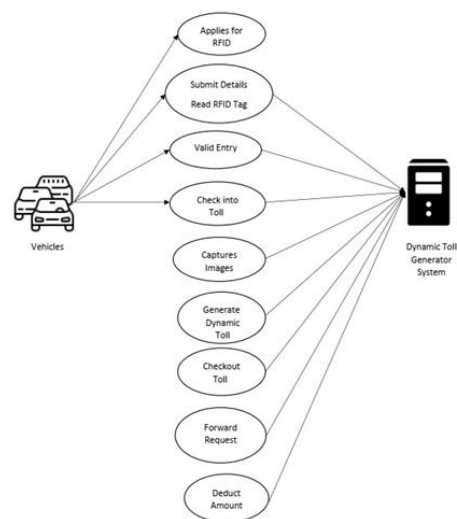 Applies for
RFID
Submit Details
Read RFID Tag
Valid Entry
Check into
Toll
Vehicles
Dynamic Toll
Generator
System
Captures
Images
Generate
Dynamic
Toll
Checkout
Toll
Forward
Request
Deduct
Amount